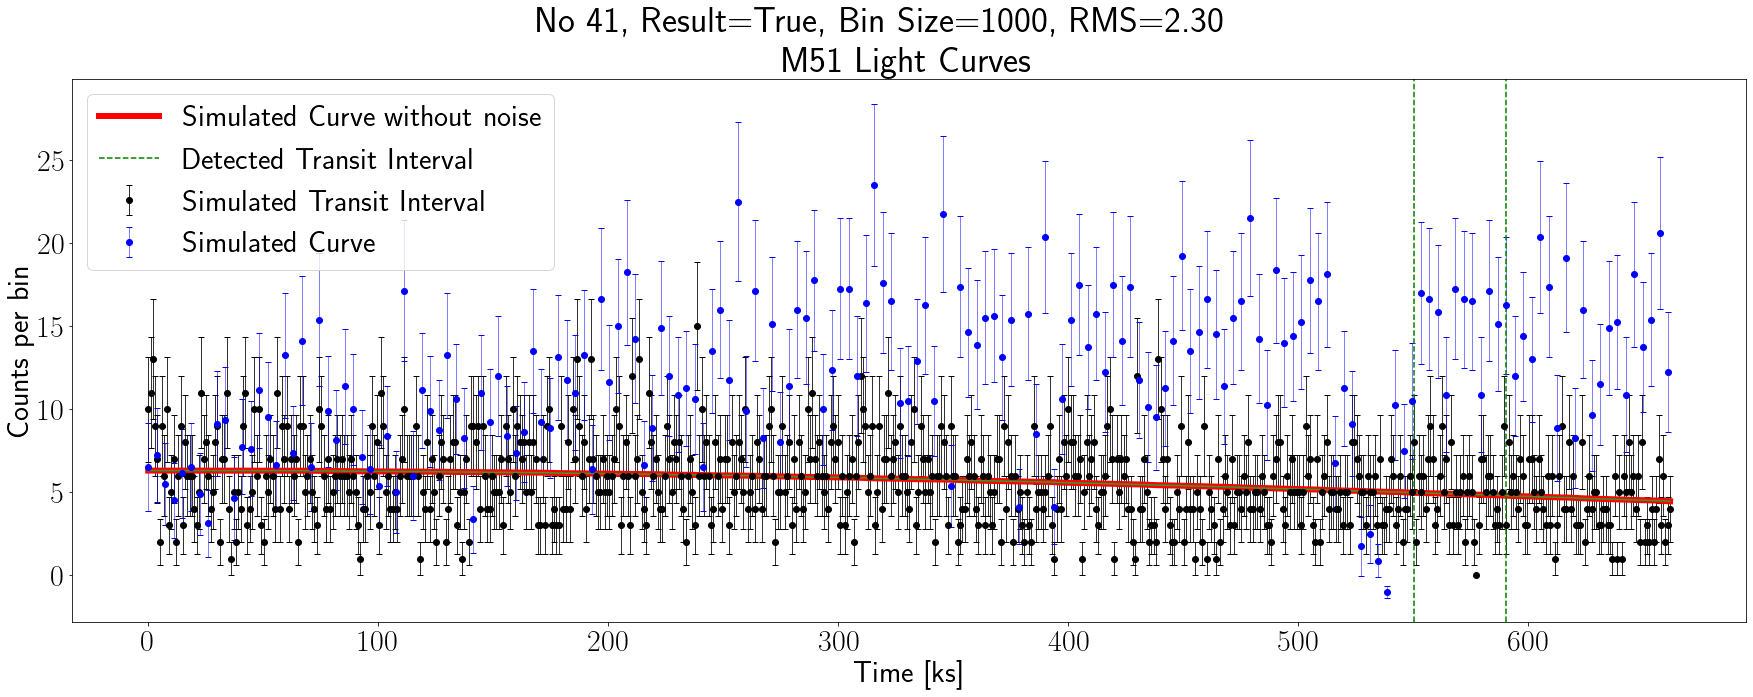 No 41, Result=True, Bin Size=1000, RMS=2.30
M51 Light Curves
Simulated Curve without noise
Detected Transit Interval
Simulated Transit Interval
Simulated Curve
Counts per bin
25
20
15
10
5
0
0 100 200 300 400 500 600
Time [ks]